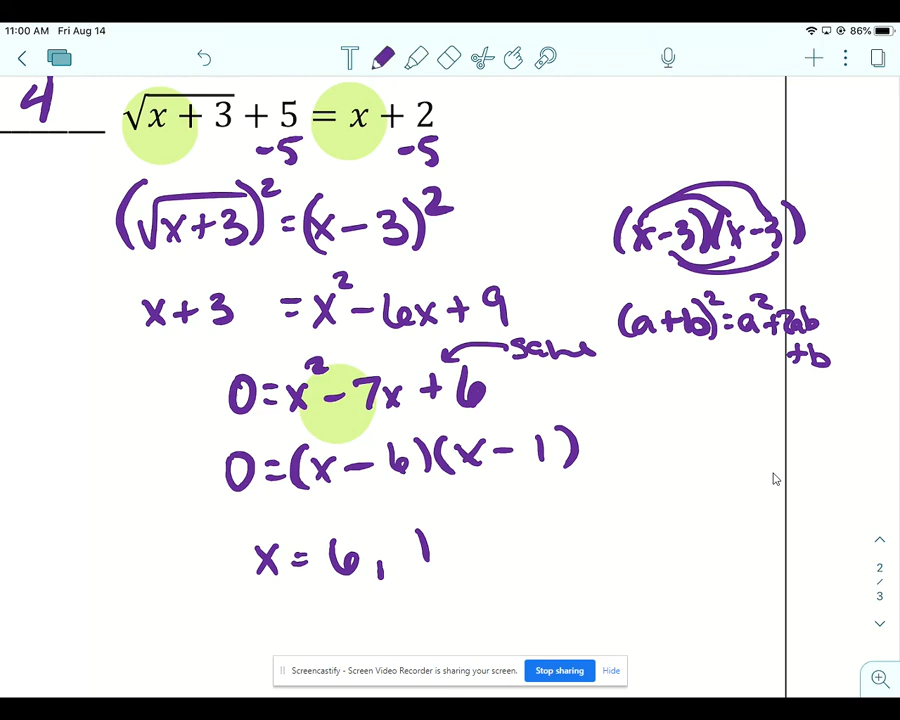 11:00 AM Fri Aug 14
86%
4
√x + 3 + 5 = x + 2
-5 -5
(√x+3)² = (x-3)²
(x-3)(x-3)
x+3 = x² - 6x + 9
(a+b)² = a² + 2ab
+b
same
0 = x² - 7x + 6
0 = (x - 6)(x - 1)
x = 6, 1
2
/
3
Screencastify - Screen Video Recorder is sharing your screen. Stop sharing Hide